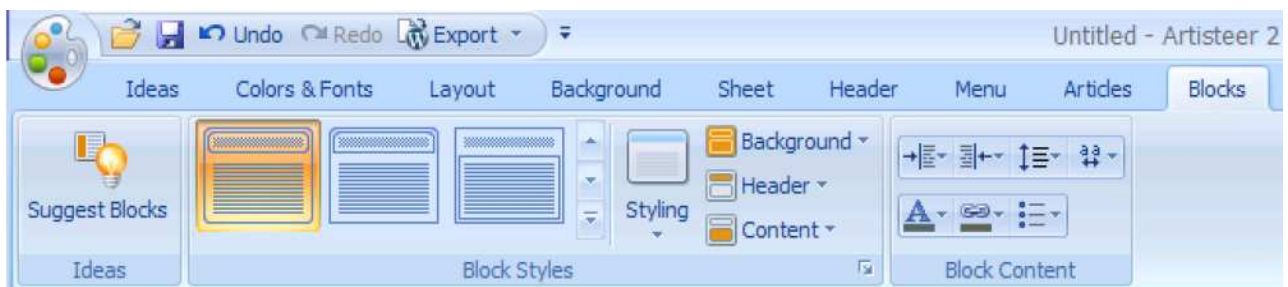 Undo Redo Export Untitled - Artisteer 2
Ideas Colors & Fonts Layout Background Sheet Header Menu Articles Blocks
Background
Header
Suggest Blocks Styling Content
Ideas Block Styles Block Content